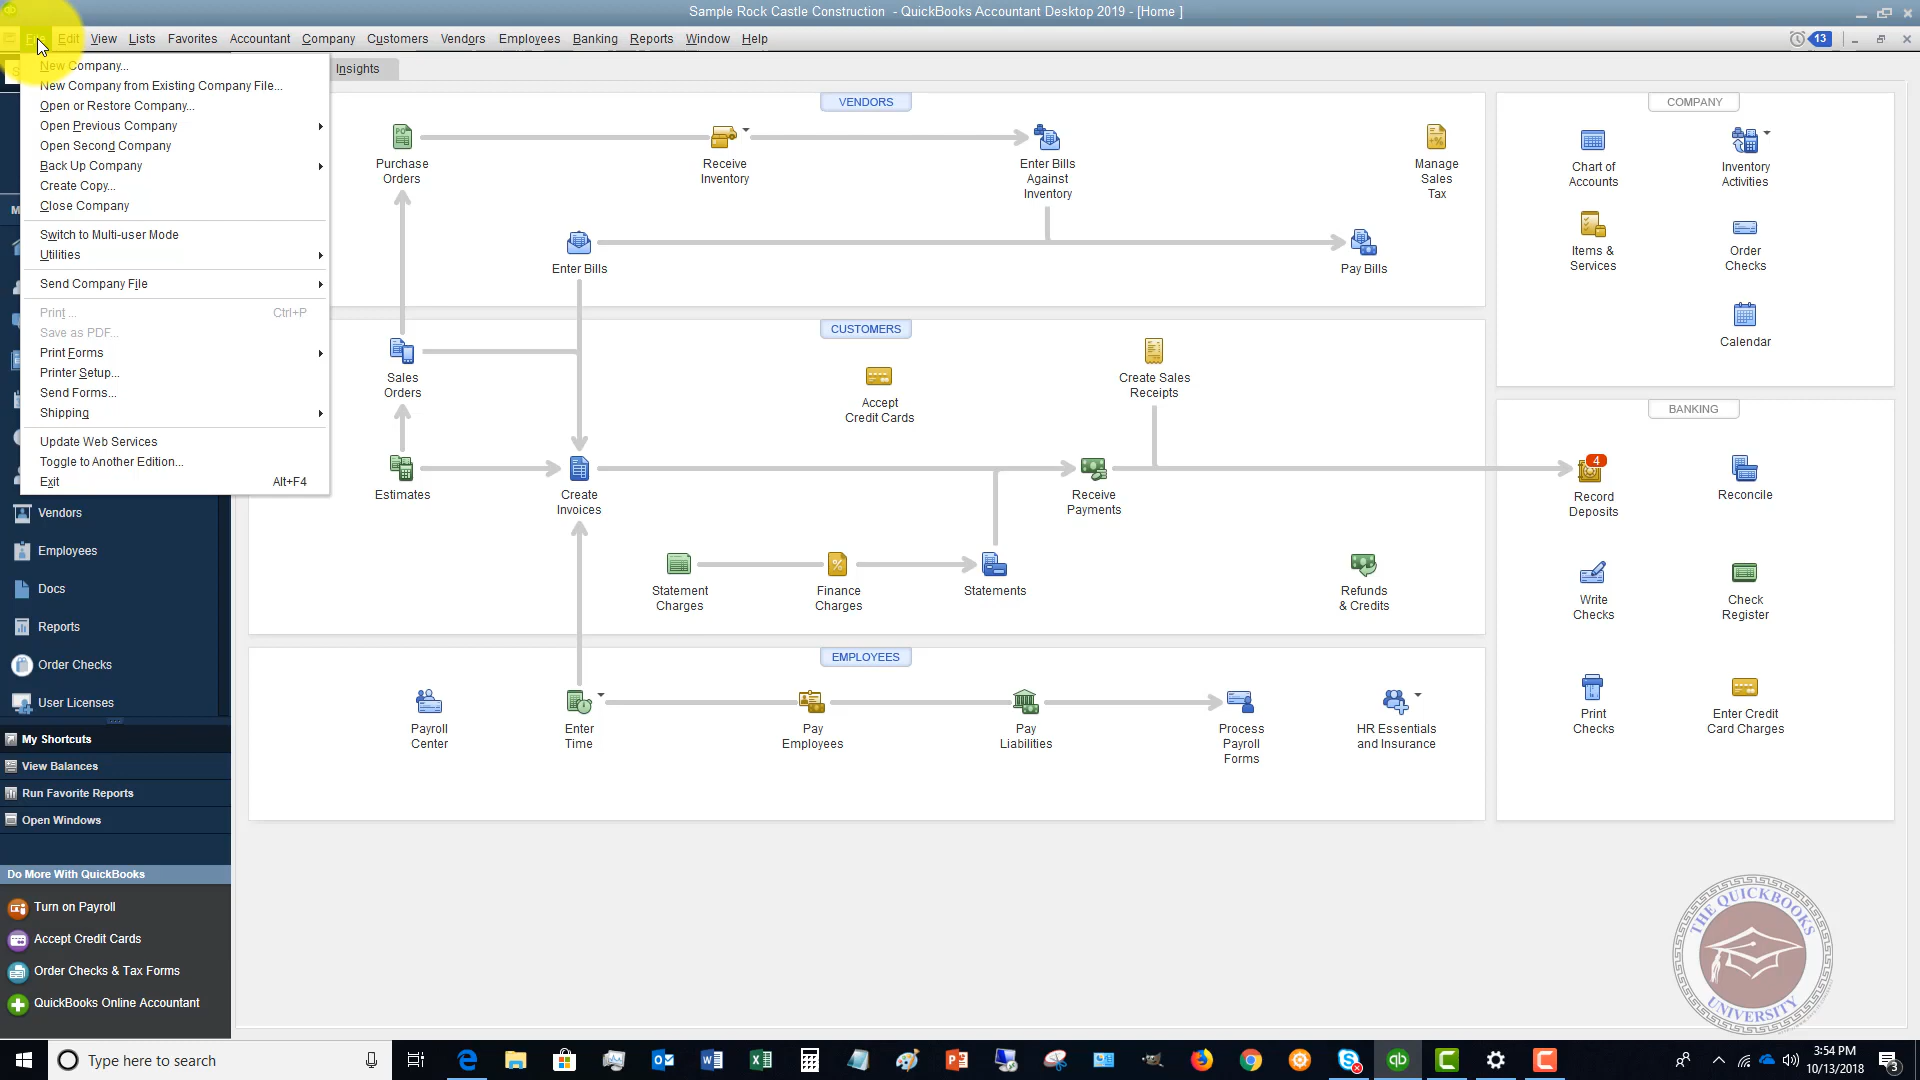 Sample Rock Castle Construction - QuickBooks Accountant Desktop 2019 - [Home ]
Edit View Lists Favorites Accountant Company Customers Vendors Employees Banking Reports Window Help
13
Insights
New Company...
New Company from Existing Company File...
Open or Restore Company...
Open Previous Company
Open Second Company
Back Up Company
Create Copy...
Close Company
Switch to Multi-user Mode
Utilities
Send Company File
Print ... Ctrl+P
Save as PDF...
Print Forms
Printer Setup...
Send Forms...
Shipping
Update Web Services
Toggle to Another Edition...
Exit Alt+F4
Vendors
Employees
Docs
Reports
Order Checks
User Licenses
My Shortcuts
View Balances
Run Favorite Reports
Open Windows
Do More With QuickBooks
Turn on Payroll
Accept Credit Cards
Order Checks & Tax Forms
QuickBooks Online Accountant
VENDORS
Purchase
Orders
Receive
Inventory
Enter Bills
Against
Inventory
Manage
Sales
Tax
Enter Bills
Pay Bills
CUSTOMERS
Sales
Orders
Accept
Credit Cards
Create Sales
Receipts
Estimates
Create
Invoices
Receive
Payments
Statement
Charges
Finance
Charges
Statements
Refunds
& Credits
EMPLOYEES
Payroll
Center
Enter
Time
Pay
Employees
Pay
Liabilities
Process
Payroll
Forms
HR Essentials
and Insurance
COMPANY
Chart of
Accounts
Inventory
Activities
Items &
Services
Order
Checks
Calendar
BANKING
4
Record
Deposits
Reconcile
Write
Checks
Check
Register
Print
Checks
Enter Credit
Card Charges
THE QUICKBOOKS
UNIVERSITY
Type here to search
3:54 PM
10/13/2018
3